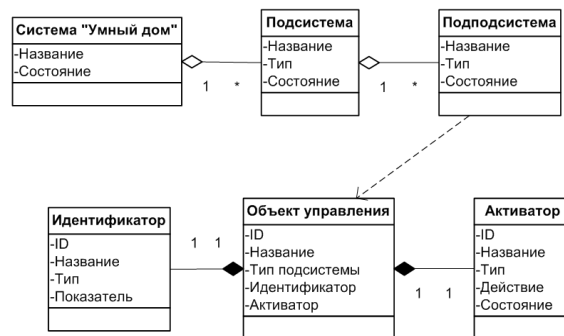 Система "Умный дом"
-Название
-Состояние
Подсистема
-Название
-Тип
-Состояние
Подподсистема
-Название
-Тип
-Состояние
1 *
1 *
Идентификатор
-ID
-Название
-Тип
-Показатель
1 1
Объект управления
-ID
-Название
-Тип подсистемы
-Идентификатор
-Активатор
1 1
Активатор
-ID
-Название
-Тип
-Действие
-Состояние